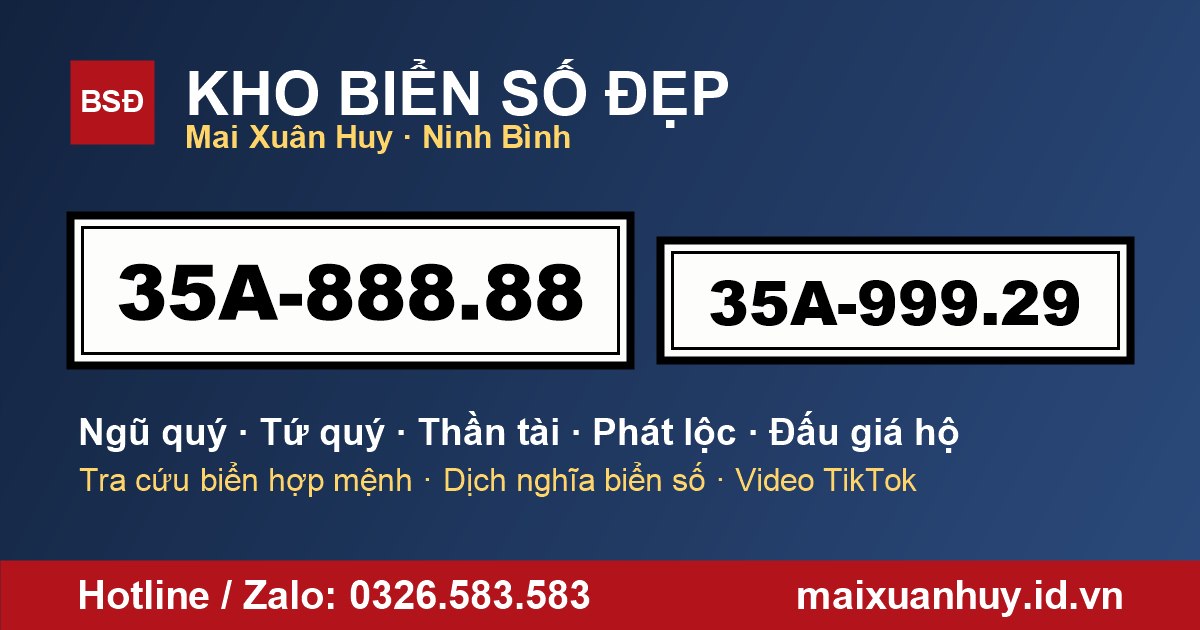 BSĐ
KHO BIỂN SỐ ĐẸP
Mai Xuân Huy · Ninh Bình
35A-888.88
35A-999.29
Ngũ quý · Tứ quý · Thần tài · Phát lộc · Đấu giá hộ
Tra cứu biển hợp mệnh · Dịch nghĩa biển số · Video TikTok
Hotline / Zalo: 0326.583.583
maixuanhuy.id.vn